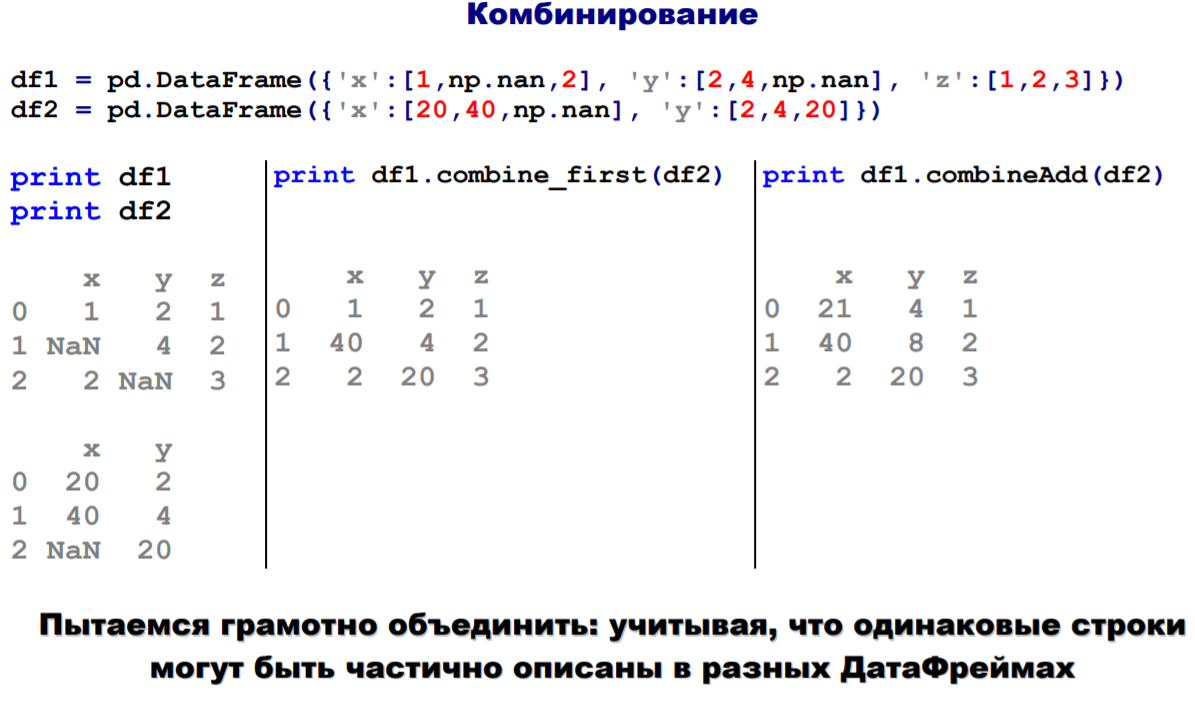 Комбинирование
df1 = pd.DataFrame({'x':[1,np.nan,2], 'y':[2,4,np.nan], 'z':[1,2,3]})
df2 = pd.DataFrame({'x':[20,40,np.nan], 'y':[2,4,20]})
print df1
print df2
x y z
0 1 2 1
1 NaN 4 2
2 2 NaN 3
x y
0 20 2
1 40 4
2 NaN 20
print df1.combine_first(df2)
x y z
0 1 2 1
1 40 4 2
2 2 20 3
print df1.combineAdd(df2)
x y z
0 21 4 1
1 40 8 2
2 2 20 3
Пытаемся грамотно объединить: учитывая, что одинаковые строки
могут быть частично описаны в разных ДатаФреймах